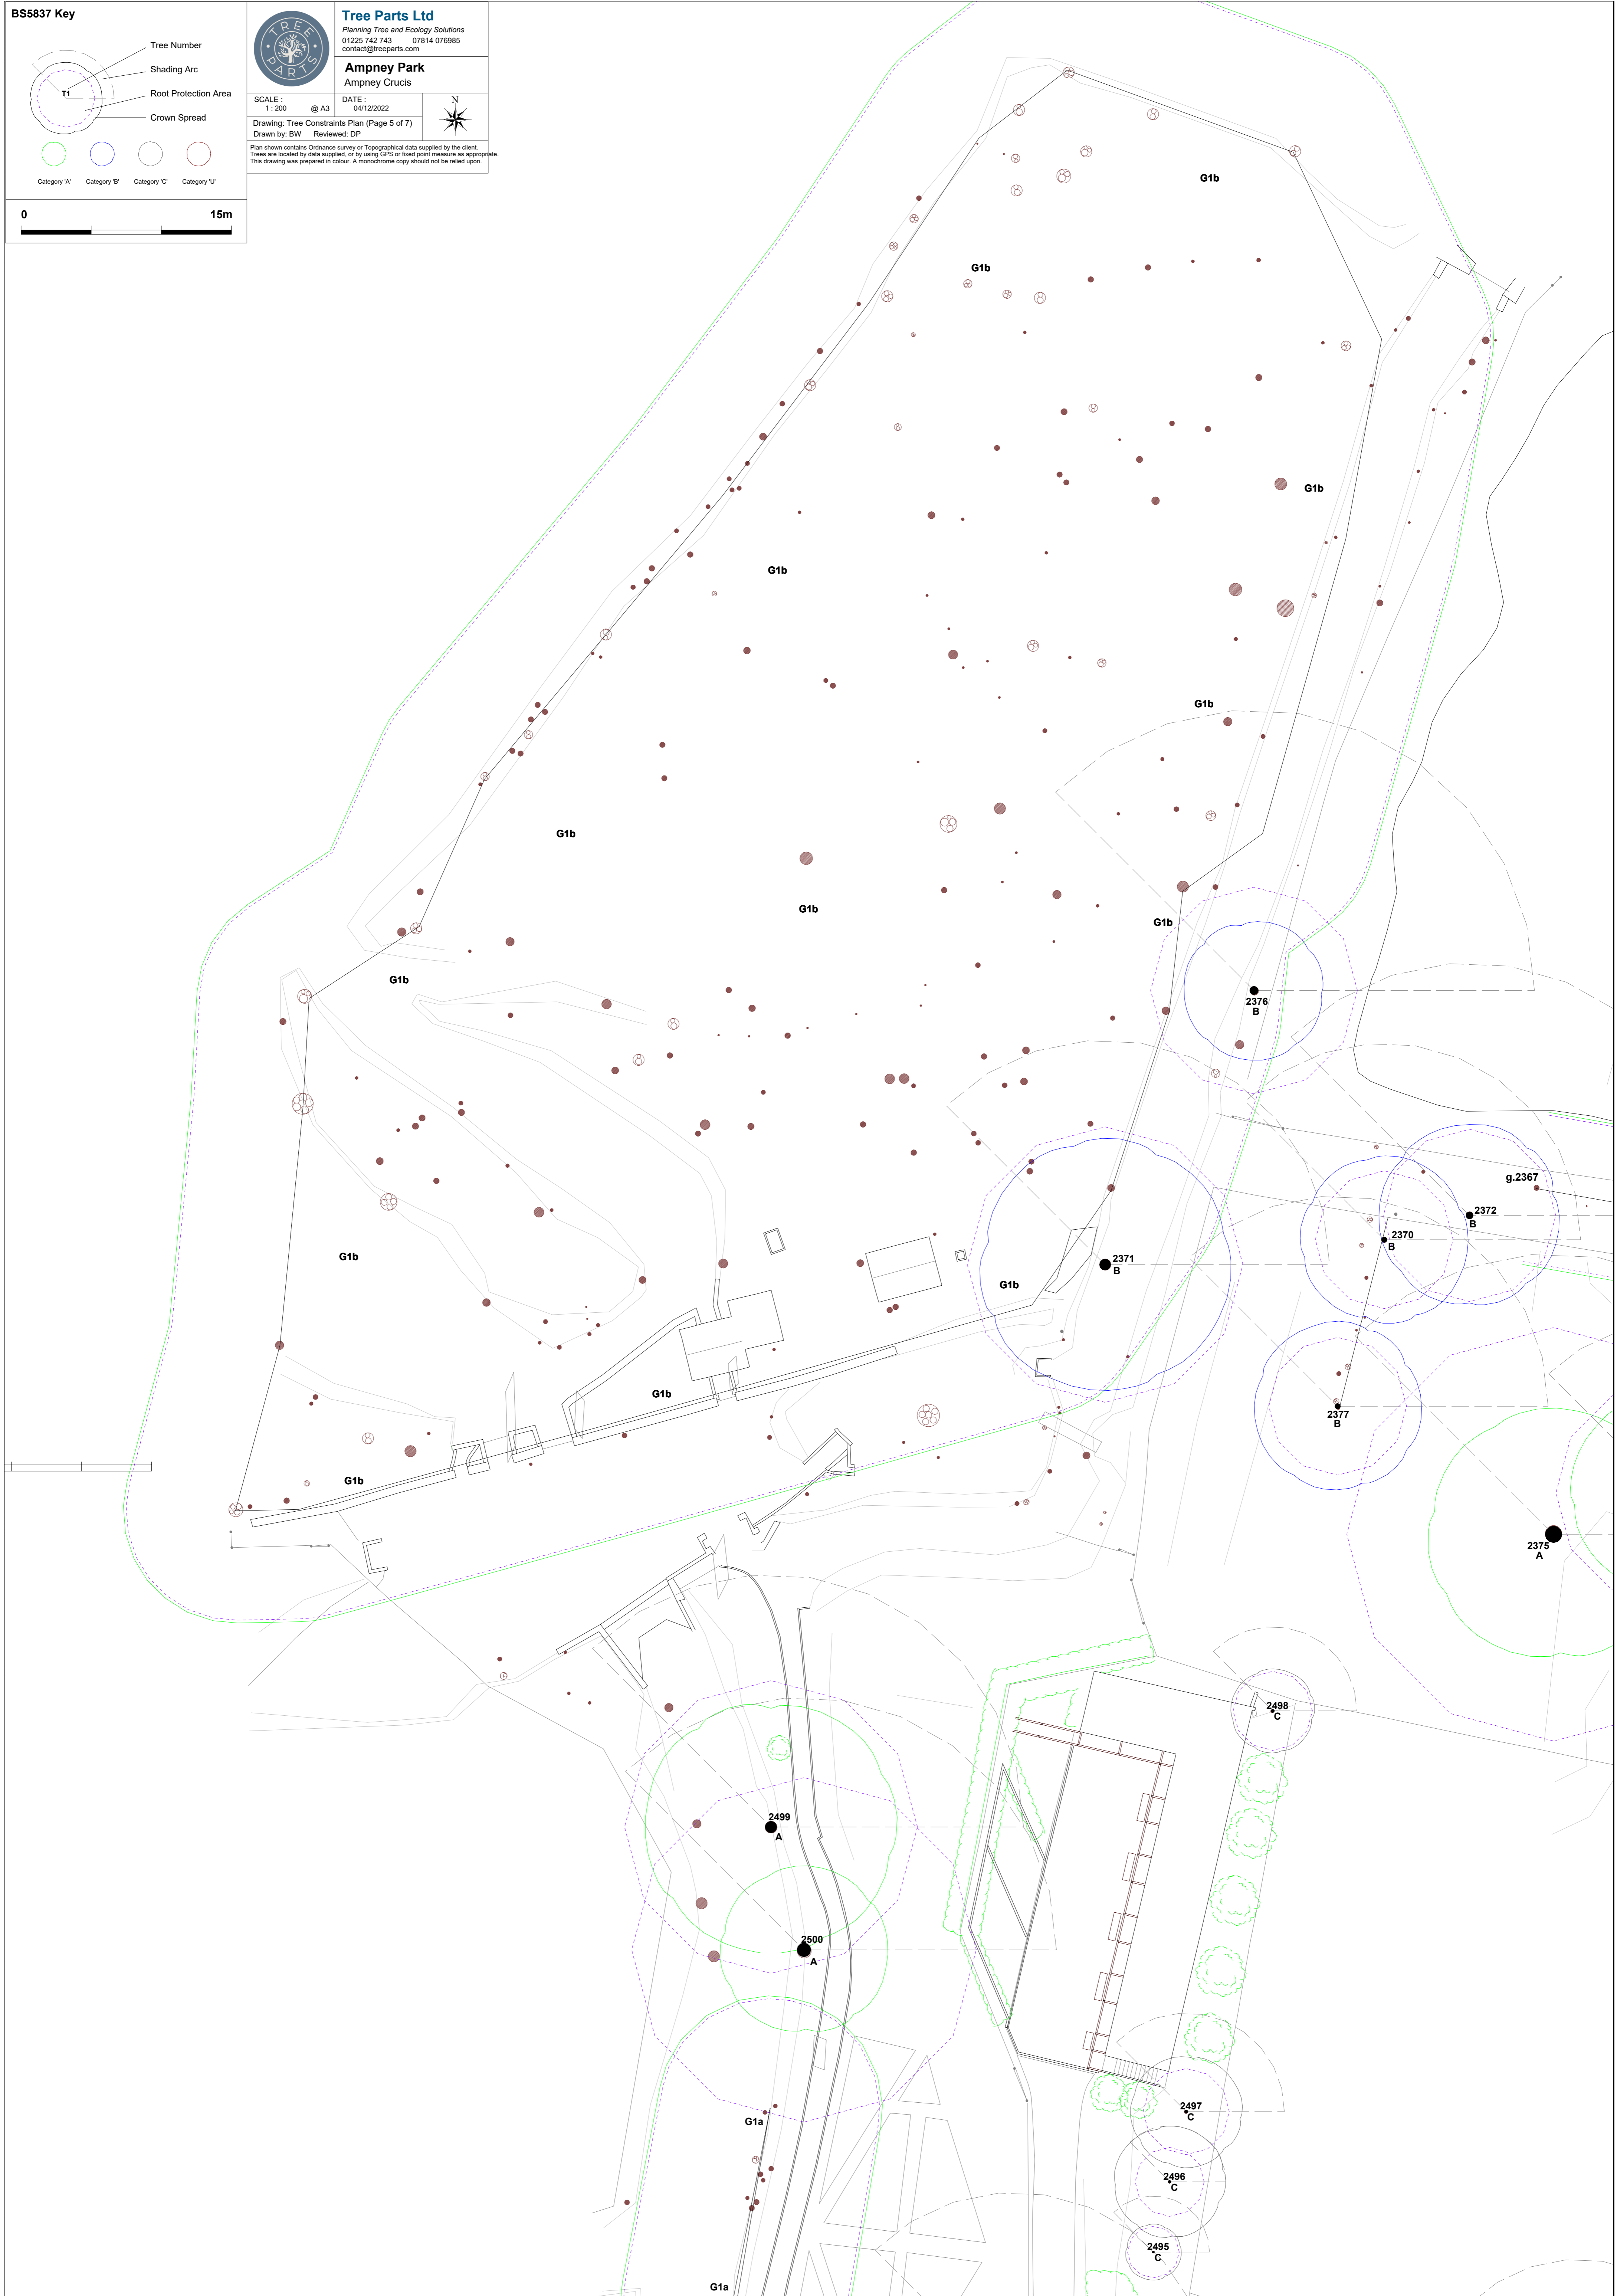 BS5837 Key
Tree Number
Shading Arc
Root Protection Area
Crown Spread
T1
Category 'A'
Category 'B'
Category 'C'
Category 'U'
0
15m
TREE
PARTS
Tree Parts Ltd
Planning Tree and Ecology Solutions
01225 742 743 07814 076985
contact@treeparts.com
Ampney Park
Ampney Crucis
SCALE :
1 : 200 @ A3
DATE :
04/12/2022
N
Drawing: Tree Constraints Plan (Page 5 of 7)
Drawn by: BW Reviewed: DP
Plan shown contains Ordnance survey or Topographical data supplied by the client.
Trees are located by data supplied, or by using GPS or fixed point measure as appropriate.
This drawing was prepared in colour. A monochrome copy should not be relied upon.
G1b
G1b
G1b
G1b
G1b
G1b
G1b
G1b
G1b
2376
B
g.2367
2372
B
2370
B
G1b
2371
B
G1b
G1b
2377
B
G1b
2375
A
2498
C
2499
A
2500
A
2497
C
G1a
2496
C
2495
C
G1a